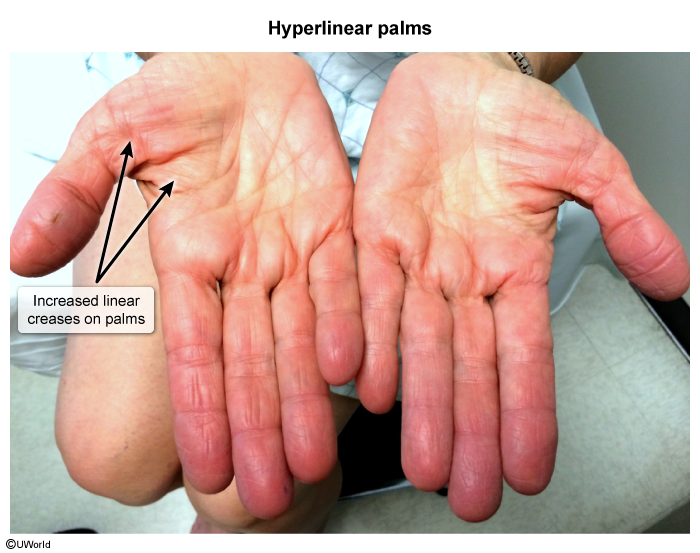 Hyperlinear palms
Increased linear
creases on palms
©UWorld